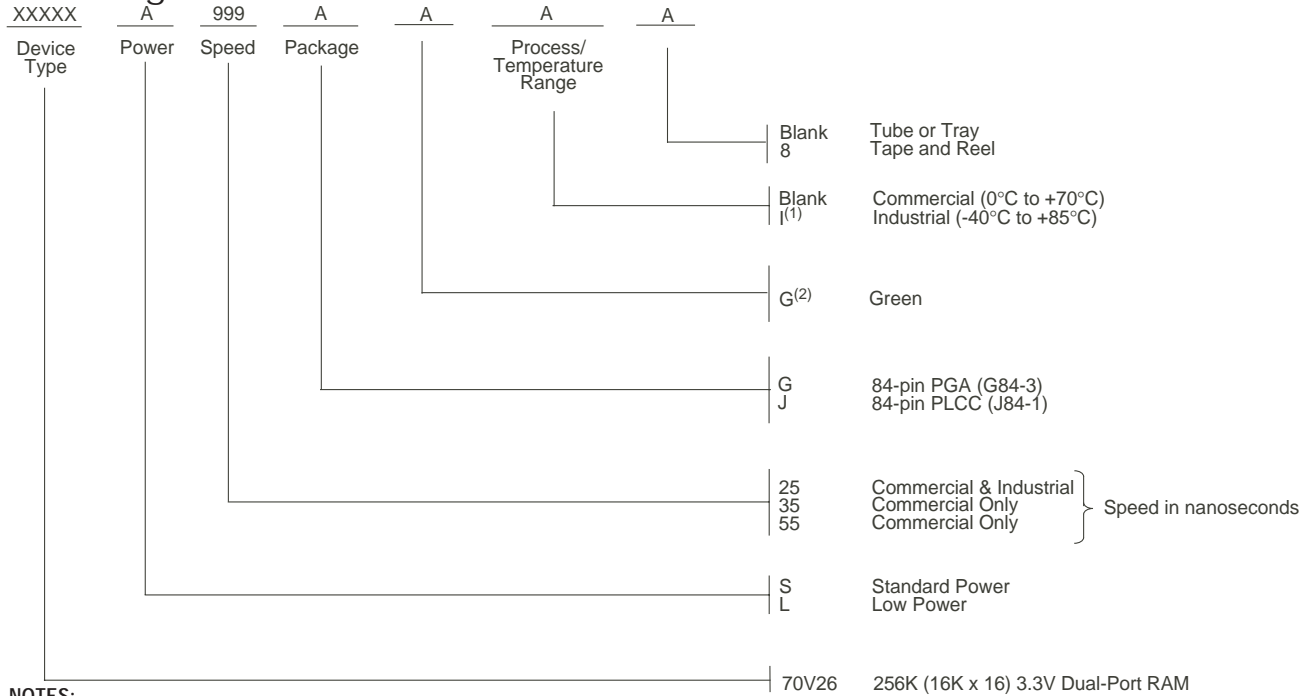 XXXXX A 999 A A A A
Device Type Power Speed Package Process/ Temperature Range
Blank Tube or Tray
8 Tape and Reel
Blank Commercial (0°C to +70°C)
I(1) Industrial (-40°C to +85°C)
G(2) Green
G 84-pin PGA (G84-3)
J 84-pin PLCC (J84-1)
25 Commercial & Industrial
35 Commercial Only Speed in nanoseconds
55 Commercial Only
S Standard Power
L Low Power
70V26 256K (16K x 16) 3.3V Dual-Port RAM
NOTES: